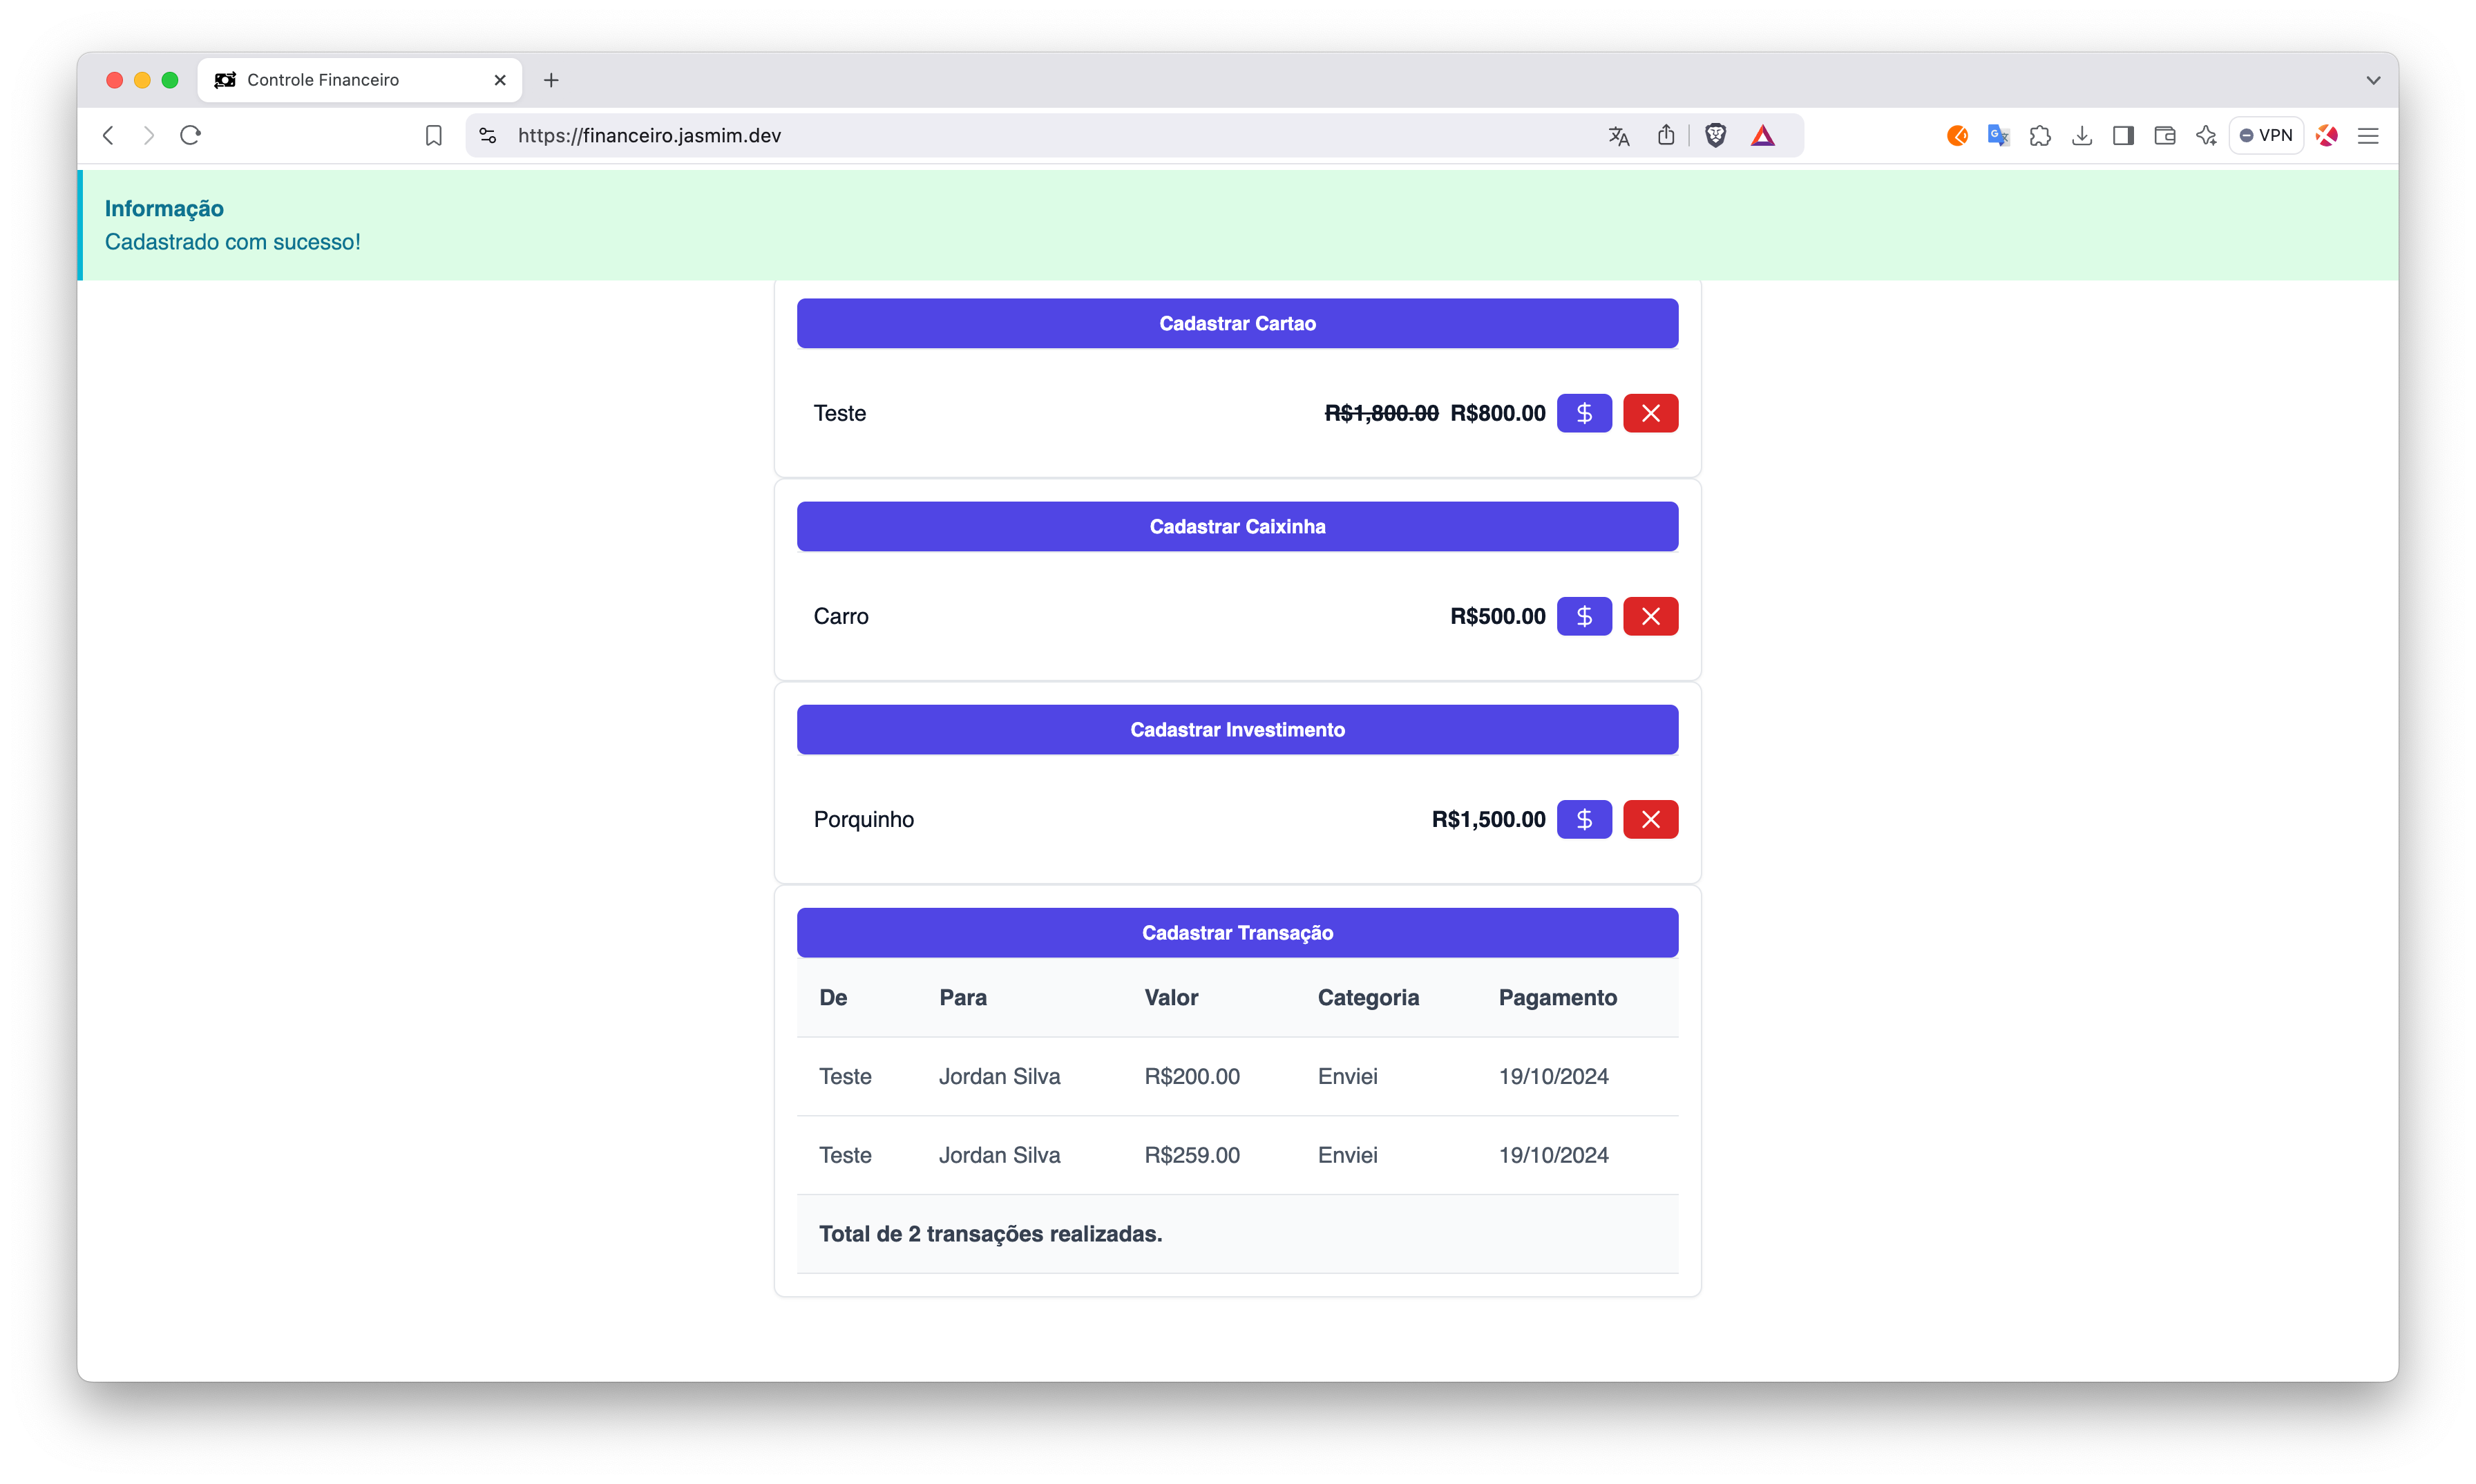 Controle Financeiro
https://financeiro.jasmim.dev
VPN
Informação
Cadastrado com sucesso!
Cadastrar Cartao
Teste R$1,800.00 R$800.00 $
Cadastrar Caixinha
Carro R$500.00 $
Cadastrar Investimento
Porquinho R$1,500.00 $
Cadastrar Transação
De Para Valor Categoria Pagamento
Teste Jordan Silva R$200.00 Enviei 19/10/2024
Teste Jordan Silva R$259.00 Enviei 19/10/2024
Total de 2 transações realizadas.